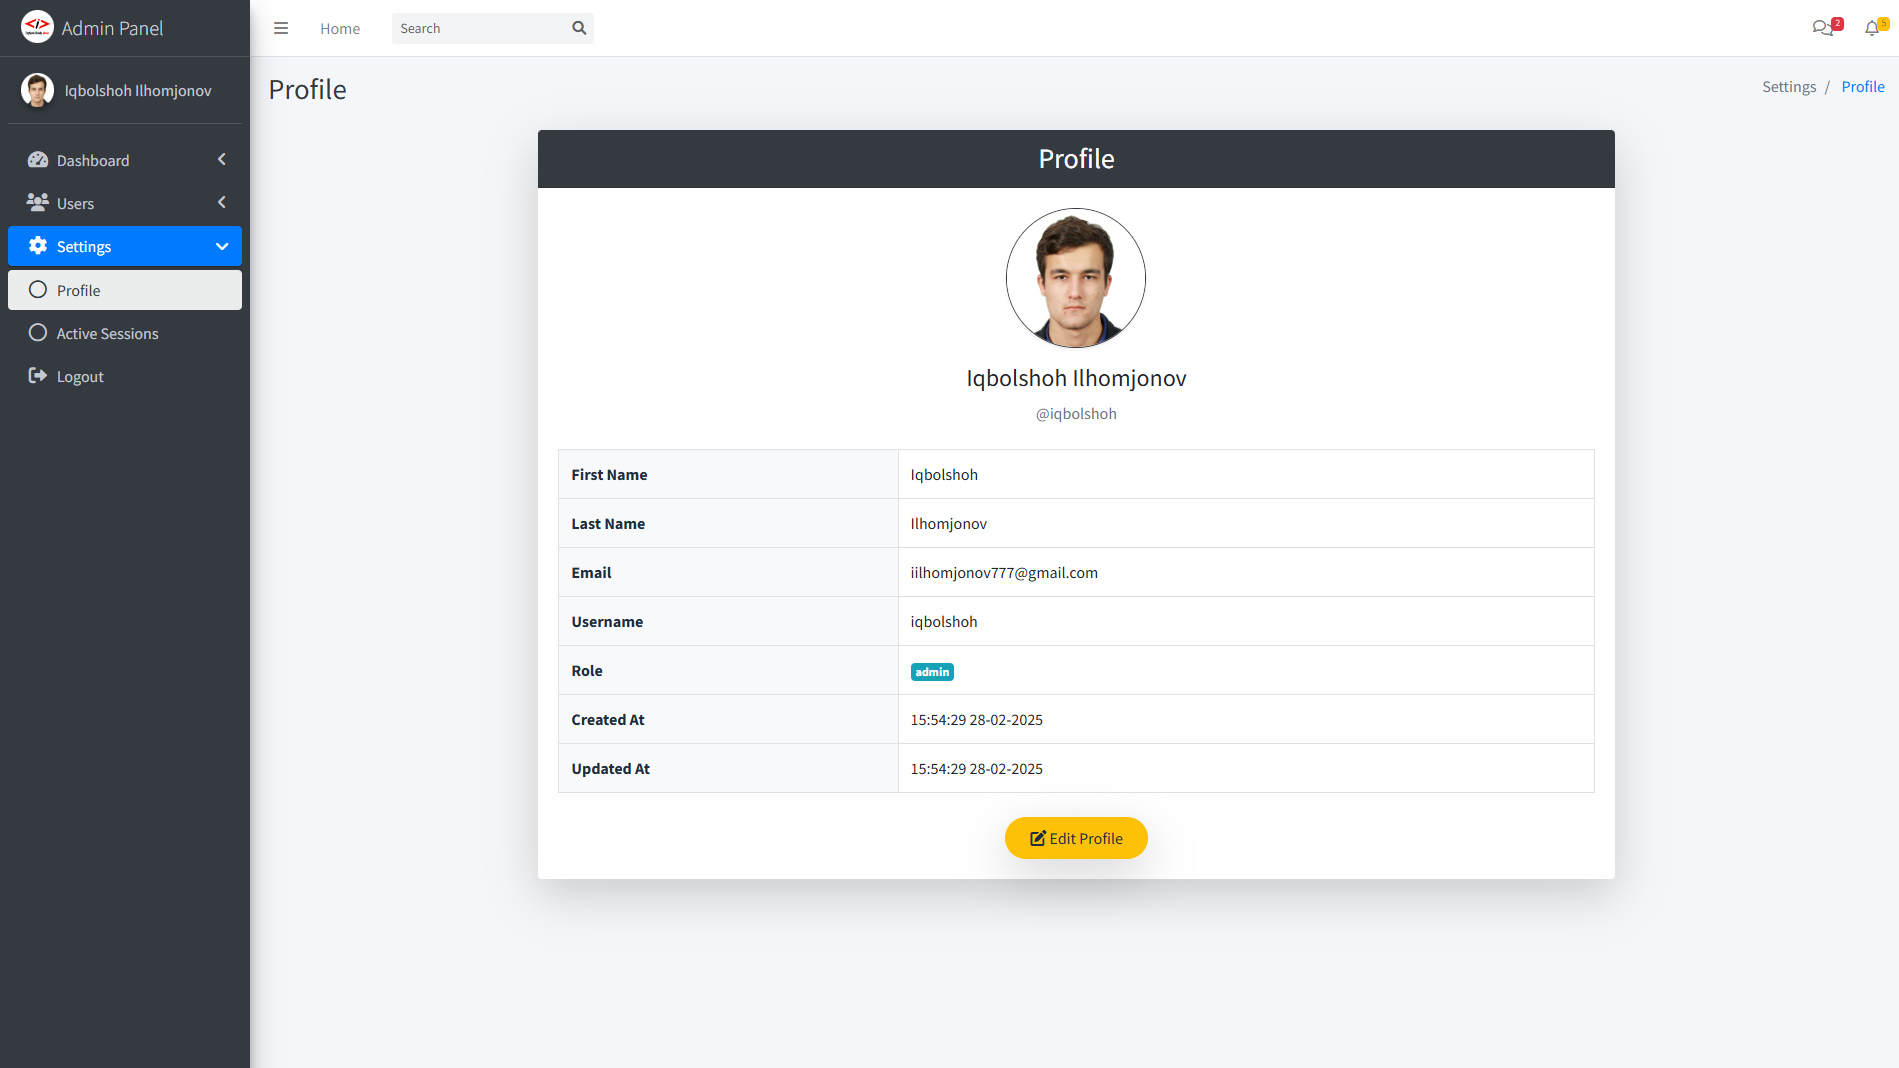 Admin Panel
Home
Search
2
5
Iqbolshoh Ilhomjonov
Dashboard
Users
Settings
Profile
Active Sessions
Logout
Profile
Settings / Profile
Profile
Iqbolshoh Ilhomjonov
@iqbolshoh
First Name Iqbolshoh
Last Name Ilhomjonov
Email iilhomjonov777@gmail.com
Username iqbolshoh
Role admin
Created At 15:54:29 28-02-2025
Updated At 15:54:29 28-02-2025
Edit Profile